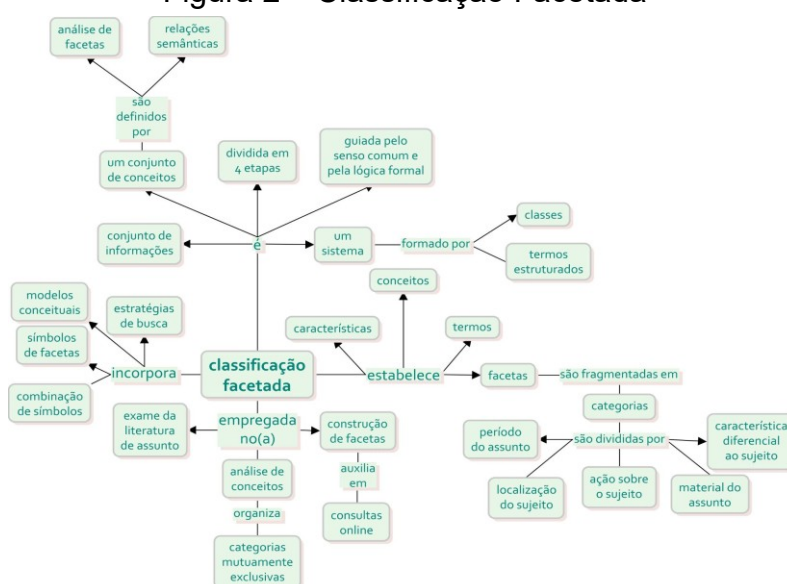 Figura 2 – Classificação Facetada
análise de
facetas
relações
semânticas
são
definidos
por
um conjunto
de conceitos
dividida em
4 etapas
guiada pelo
senso comum e
pela lógica formal
conjunto de
informações
é
um
sistema
formado por
classes
termos
estruturados
modelos
conceituais
estratégias
de busca
símbolos
de facetas
incorpora
combinação
de símbolos
classificação
facetada
características
conceitos
termos
estabelece
facetas
são fragmentadas em
categorias
são divididas por
período
do assunto
localização
do sujeito
ação sobre
o sujeito
material do
assunto
característica
diferencial
ao sujeito
empregada
no(a)
exame da
literatura
de assunto
construção
de facetas
auxilia
em
consultas
online
análise de
conceitos
organiza
categorias
mutuamente
exclusivas